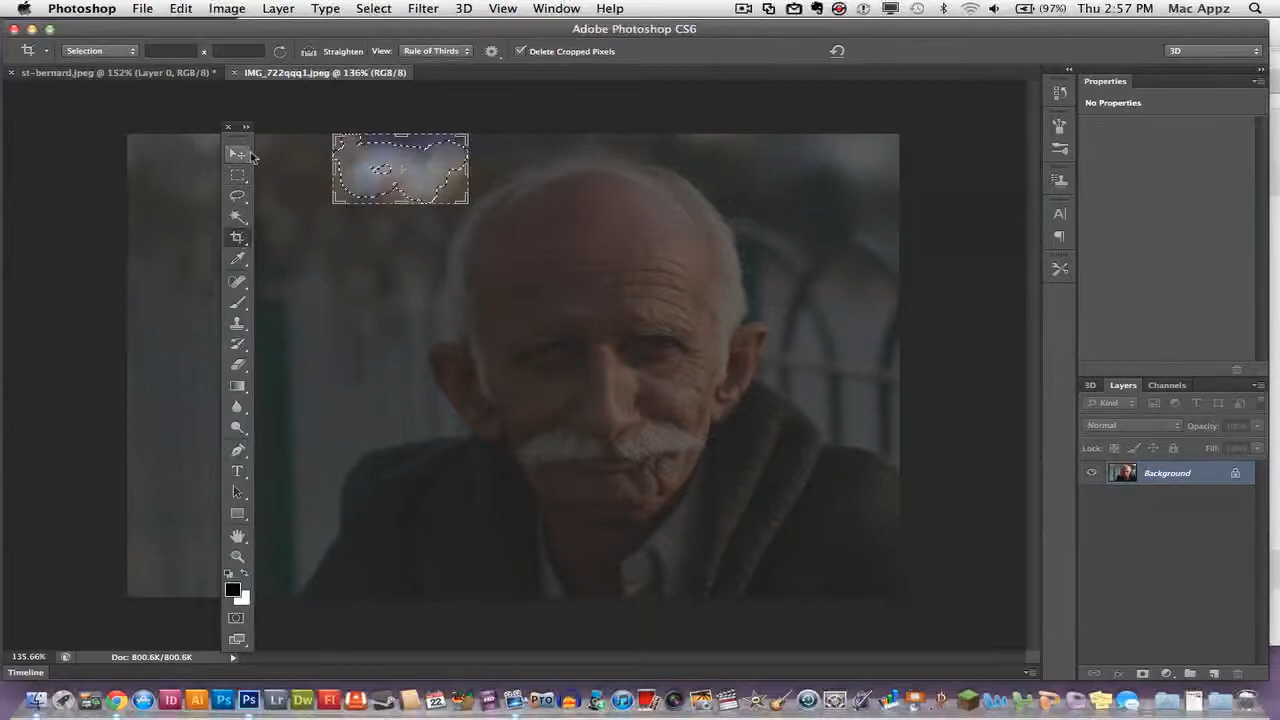 Photoshop File Edit Image Layer Type Select Filter 3D View Window Help (97%) Thu 2:57 PM Mac Appz
Adobe Photoshop CS6
Selection x Straighten View: Rule of Thirds Delete Cropped Pixels 3D
st-bernard.jpeg @ 152% (Layer 0, RGB/8) * IMG_722qqq1.jpeg @ 136% (RGB/8)
Properties
No Properties
3D Layers Channels
Kind
Normal Opacity: 100%
Lock: Fill: 100%
Background
135.66% Doc: 800.6K/800.6K
Timeline